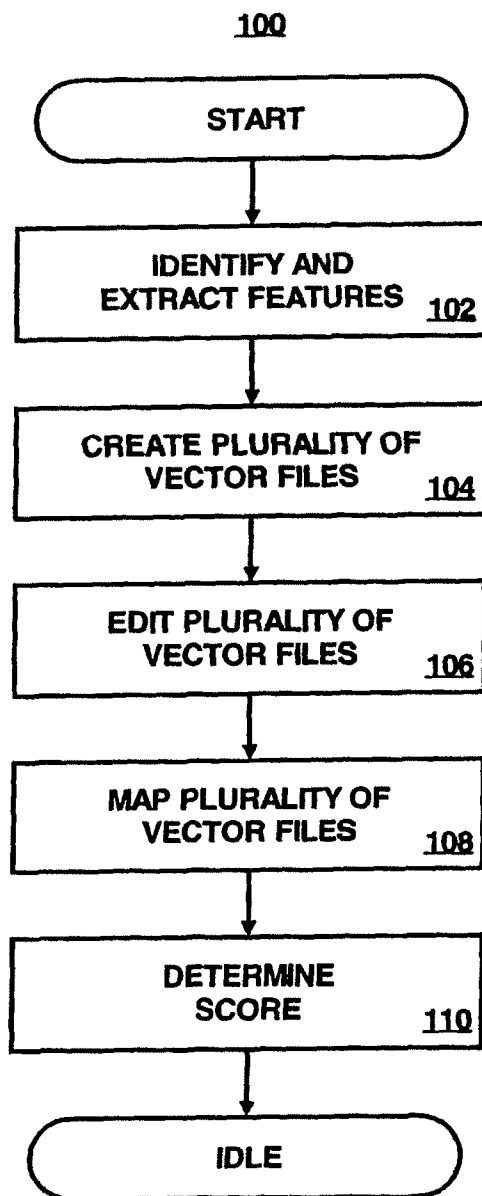 100
START
IDENTIFY AND
EXTRACT FEATURES
102
CREATE PLURALITY OF
VECTOR FILES
104
EDIT PLURALITY OF
VECTOR FILES
106
MAP PLURALITY OF
VECTOR FILES
108
DETERMINE
SCORE
110
IDLE